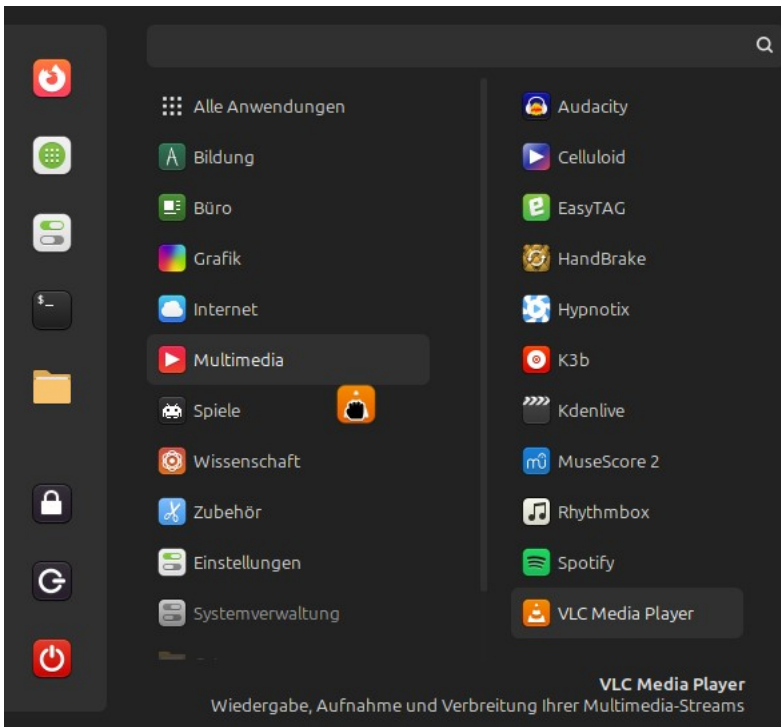 Alle Anwendungen
Bildung
Büro
Grafik
Internet
Multimedia
Spiele
Wissenschaft
Zubehör
Einstellungen
Systemverwaltung
Audacity
Celluloid
EasyTAG
HandBrake
Hypnotix
K3b
Kdenlive
MuseScore 2
Rhythmbox
Spotify
VLC Media Player
VLC Media Player
Wiedergabe, Aufnahme und Verbreitung Ihrer Multimedia-Streams